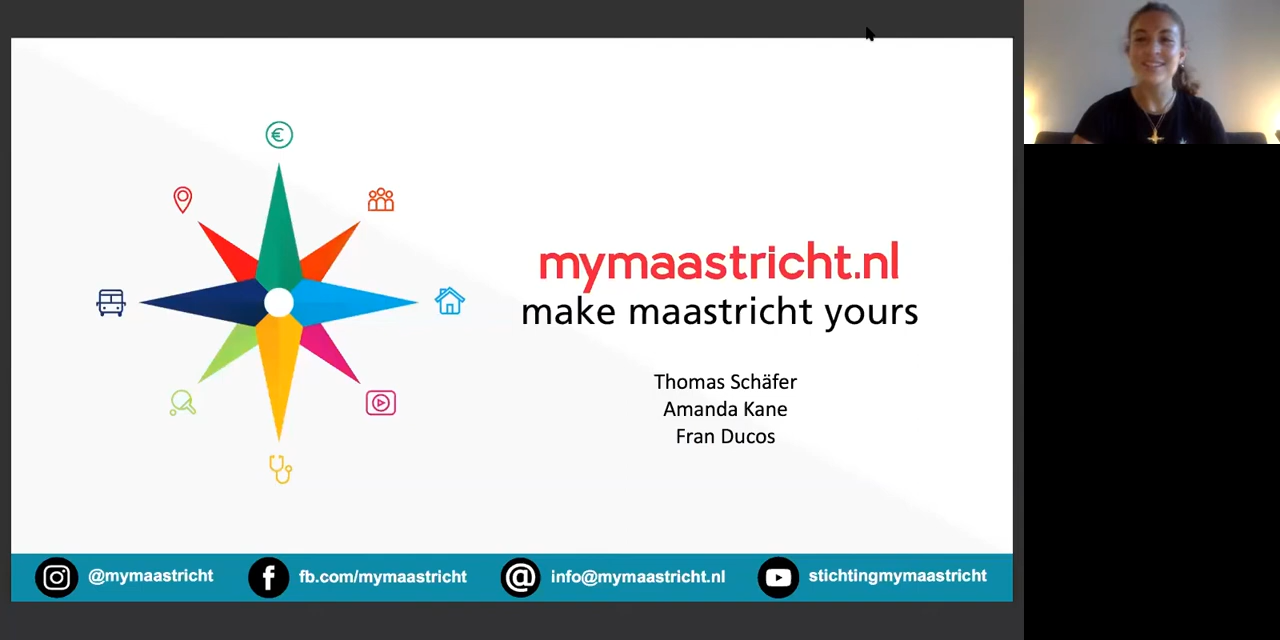 mymaastricht.nl
make maastricht yours
Thomas Schäfer
Amanda Kane
Fran Ducos
@mymaastricht
fb.com/mymaastricht
info@mymaastricht.nl
stichtingmymaastricht